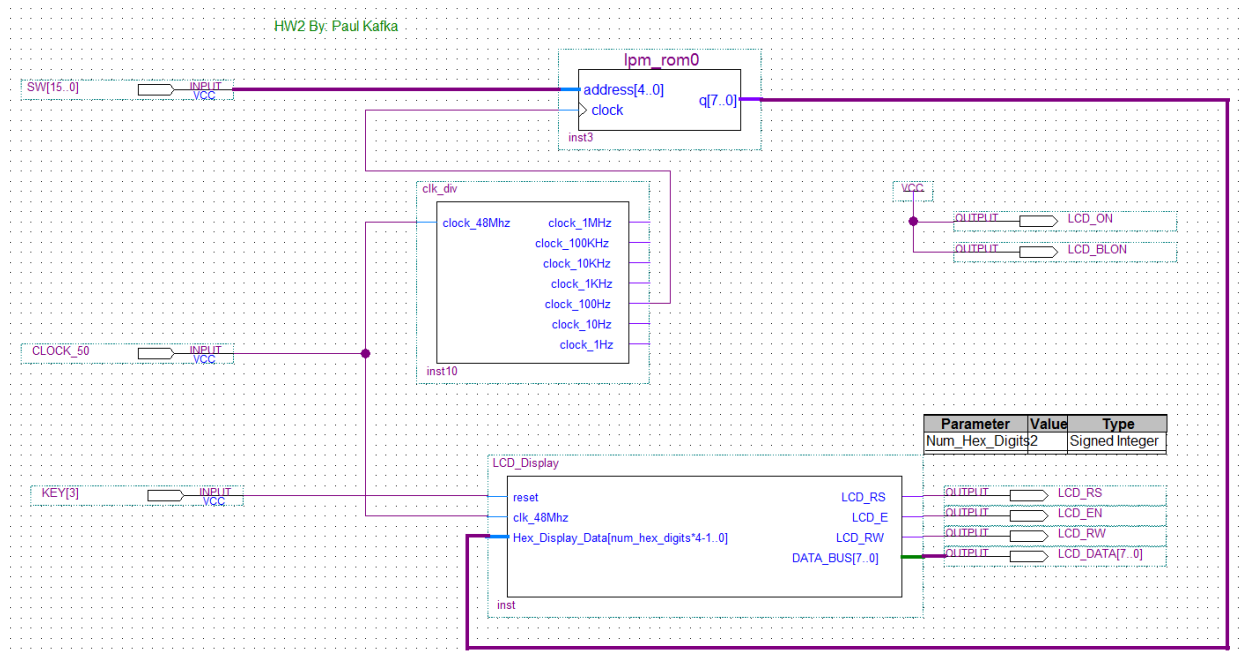 HW2 By: Paul Kafka
lpm_rom0
SW[15..0]
INPUT
VCC
address[4..0]
q[7..0]
clock
inst3
clk_div
clock_48Mhz
clock_1MHz
clock_100KHz
clock_10KHz
clock_1KHz
clock_100Hz
clock_10Hz
clock_1Hz
inst10
VCC
OUTPUT
LCD_ON
OUTPUT
LCD_BLON
CLOCK_50
INPUT
VCC
Parameter Value Type
Num_Hex_Digits 2 Signed Integer
LCD_Display
KEY[3]
INPUT
VCC
reset
clk_48Mhz
Hex_Display_Data[num_hex_digits*4-1..0]
LCD_RS
LCD_E
LCD_RW
DATA_BUS[7..0]
inst
OUTPUT
LCD_RS
OUTPUT
LCD_EN
OUTPUT
LCD_RW
OUTPUT
LCD_DATA[7..0]